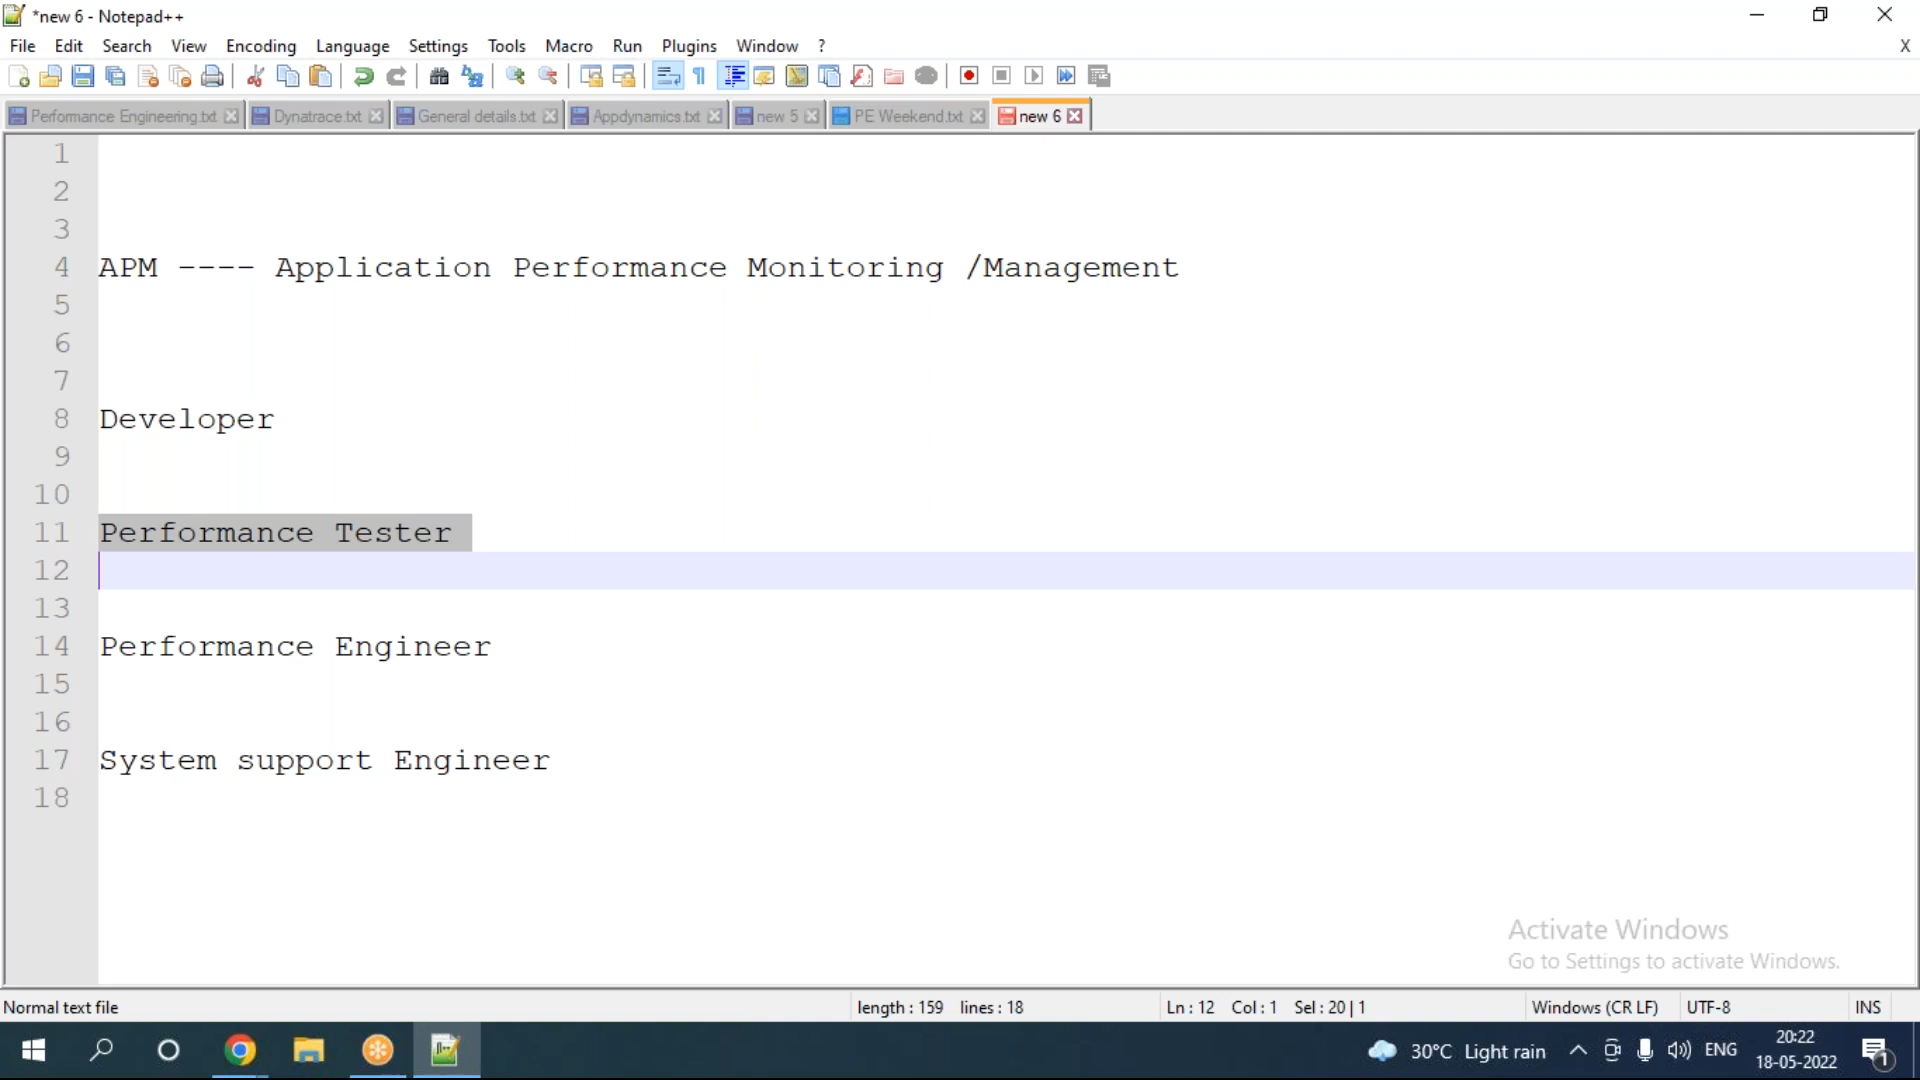 *new 6 - Notepad++
File Edit Search View Encoding Language Settings Tools Macro Run Plugins Window ? X
Performance Engineering.txt Dynatrace.txt General details.txt Appdynamics.txt new 5 PE Weekend.txt new 6
1
2
3
4 APM ---- Application Performance Monitoring /Management
5
6
7
8 Developer
9
10
11 Performance Tester
12
13
14 Performance Engineer
15
16
17 System support Engineer
18
Activate Windows
Go to Settings to activate Windows.
Normal text file length : 159 lines : 18 Ln : 12 Col : 1 Sel : 20 | 1 Windows (CR LF) UTF-8 INS
30°C Light rain ENG 20:22
18-05-2022 1